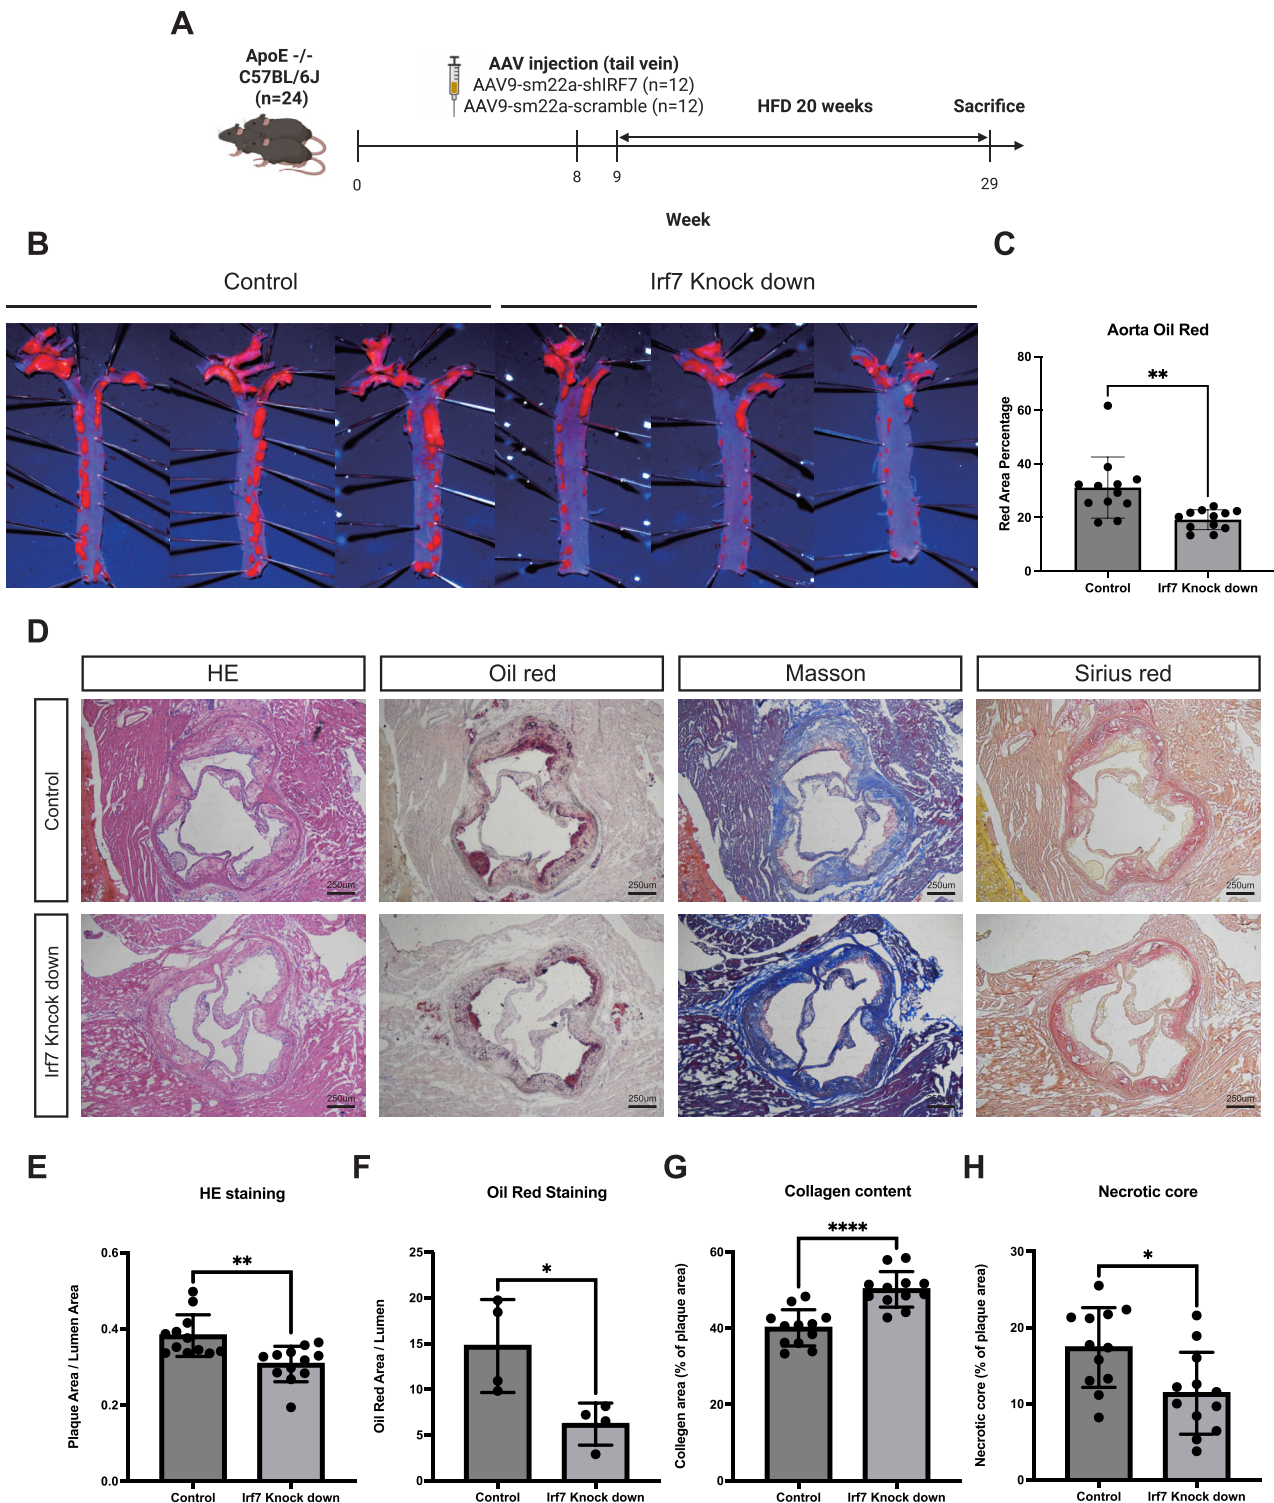 A
ApoE -/-
C57BL/6J
(n=24)
AAV injection (tail vein)
AAV9-sm22a-shIRF7 (n=12)
AAV9-sm22a-scramble (n=12)
HFD 20 weeks
Sacrifice
0
8
9
29
Week
B
Control
Irf7 Knock down
C
Aorta Oil Red
Red Area Percentage
80
60
40
20
0
**
Control
Irf7 Knock down
D
HE
Oil red
Masson
Sirius red
Control
250um
250um
250um
250um
Irf7 Kncok down
250um
250um
250um
250um
E
HE staining
Plaque Area / Lumen Area
0.6
0.4
0.2
0.0
**
Control
Irf7 Knock down
F
Oil Red Staining
Oil Red Area / Lumen
25
20
15
10
5
0
*
Control
Irf7 Knock down
G
Collagen content
Collegen area (% of plaque area)
60
40
20
0
****
Control
Irf7 Knock down
H
Necrotic core
Necrotic core (% of plaque area)
30
20
10
0
*
Control
Irf7 Knock down